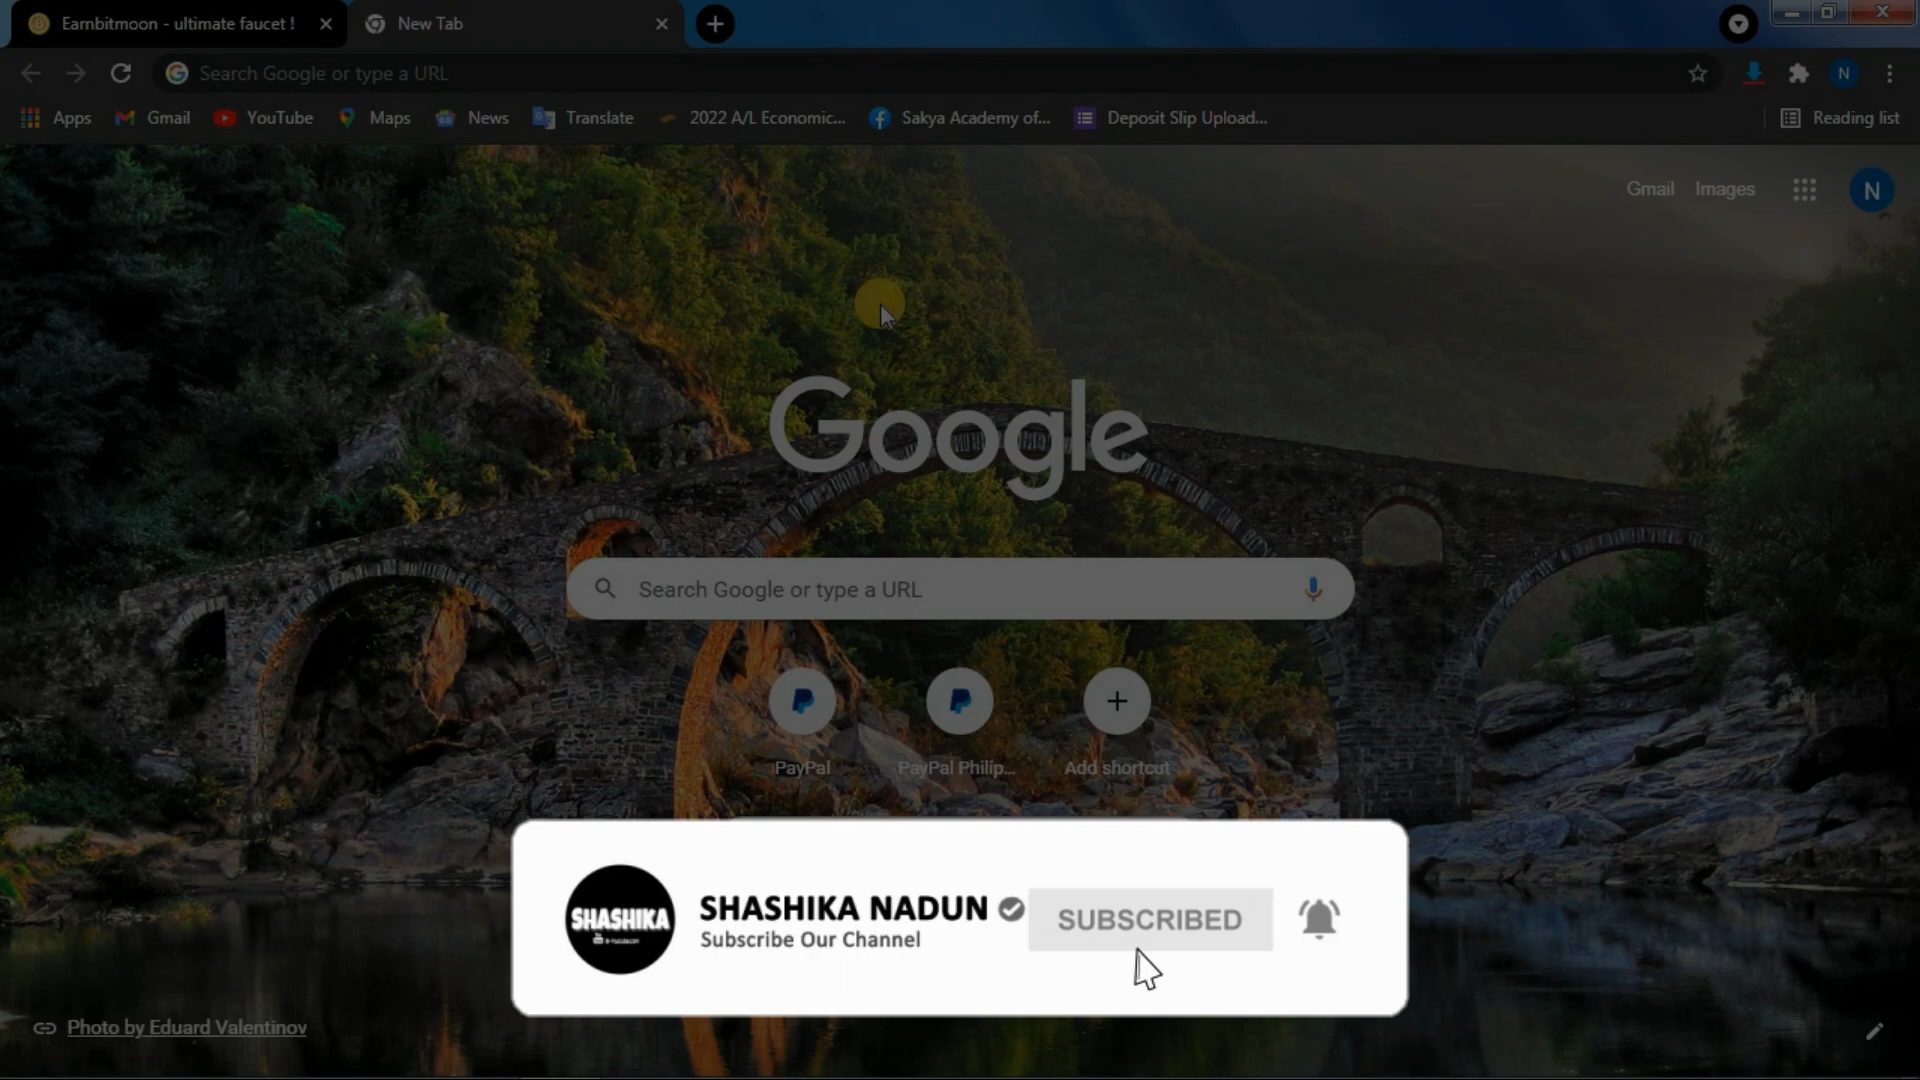 Earnbitmoon - ultimate faucet !
New Tab
Search Google or type a URL
Apps
Gmail
YouTube
Maps
News
Translate
2022 A/L Economic...
Sakya Academy of...
Deposit Slip Upload...
Reading list
Gmail
Images
N
Google
Search Google or type a URL
PayPal
PayPal Philip...
Add shortcut
SHASHIKA
SHASHIKA NADUN
Subscribe Our Channel
SUBSCRIBED
Photo by Eduard Valentinov